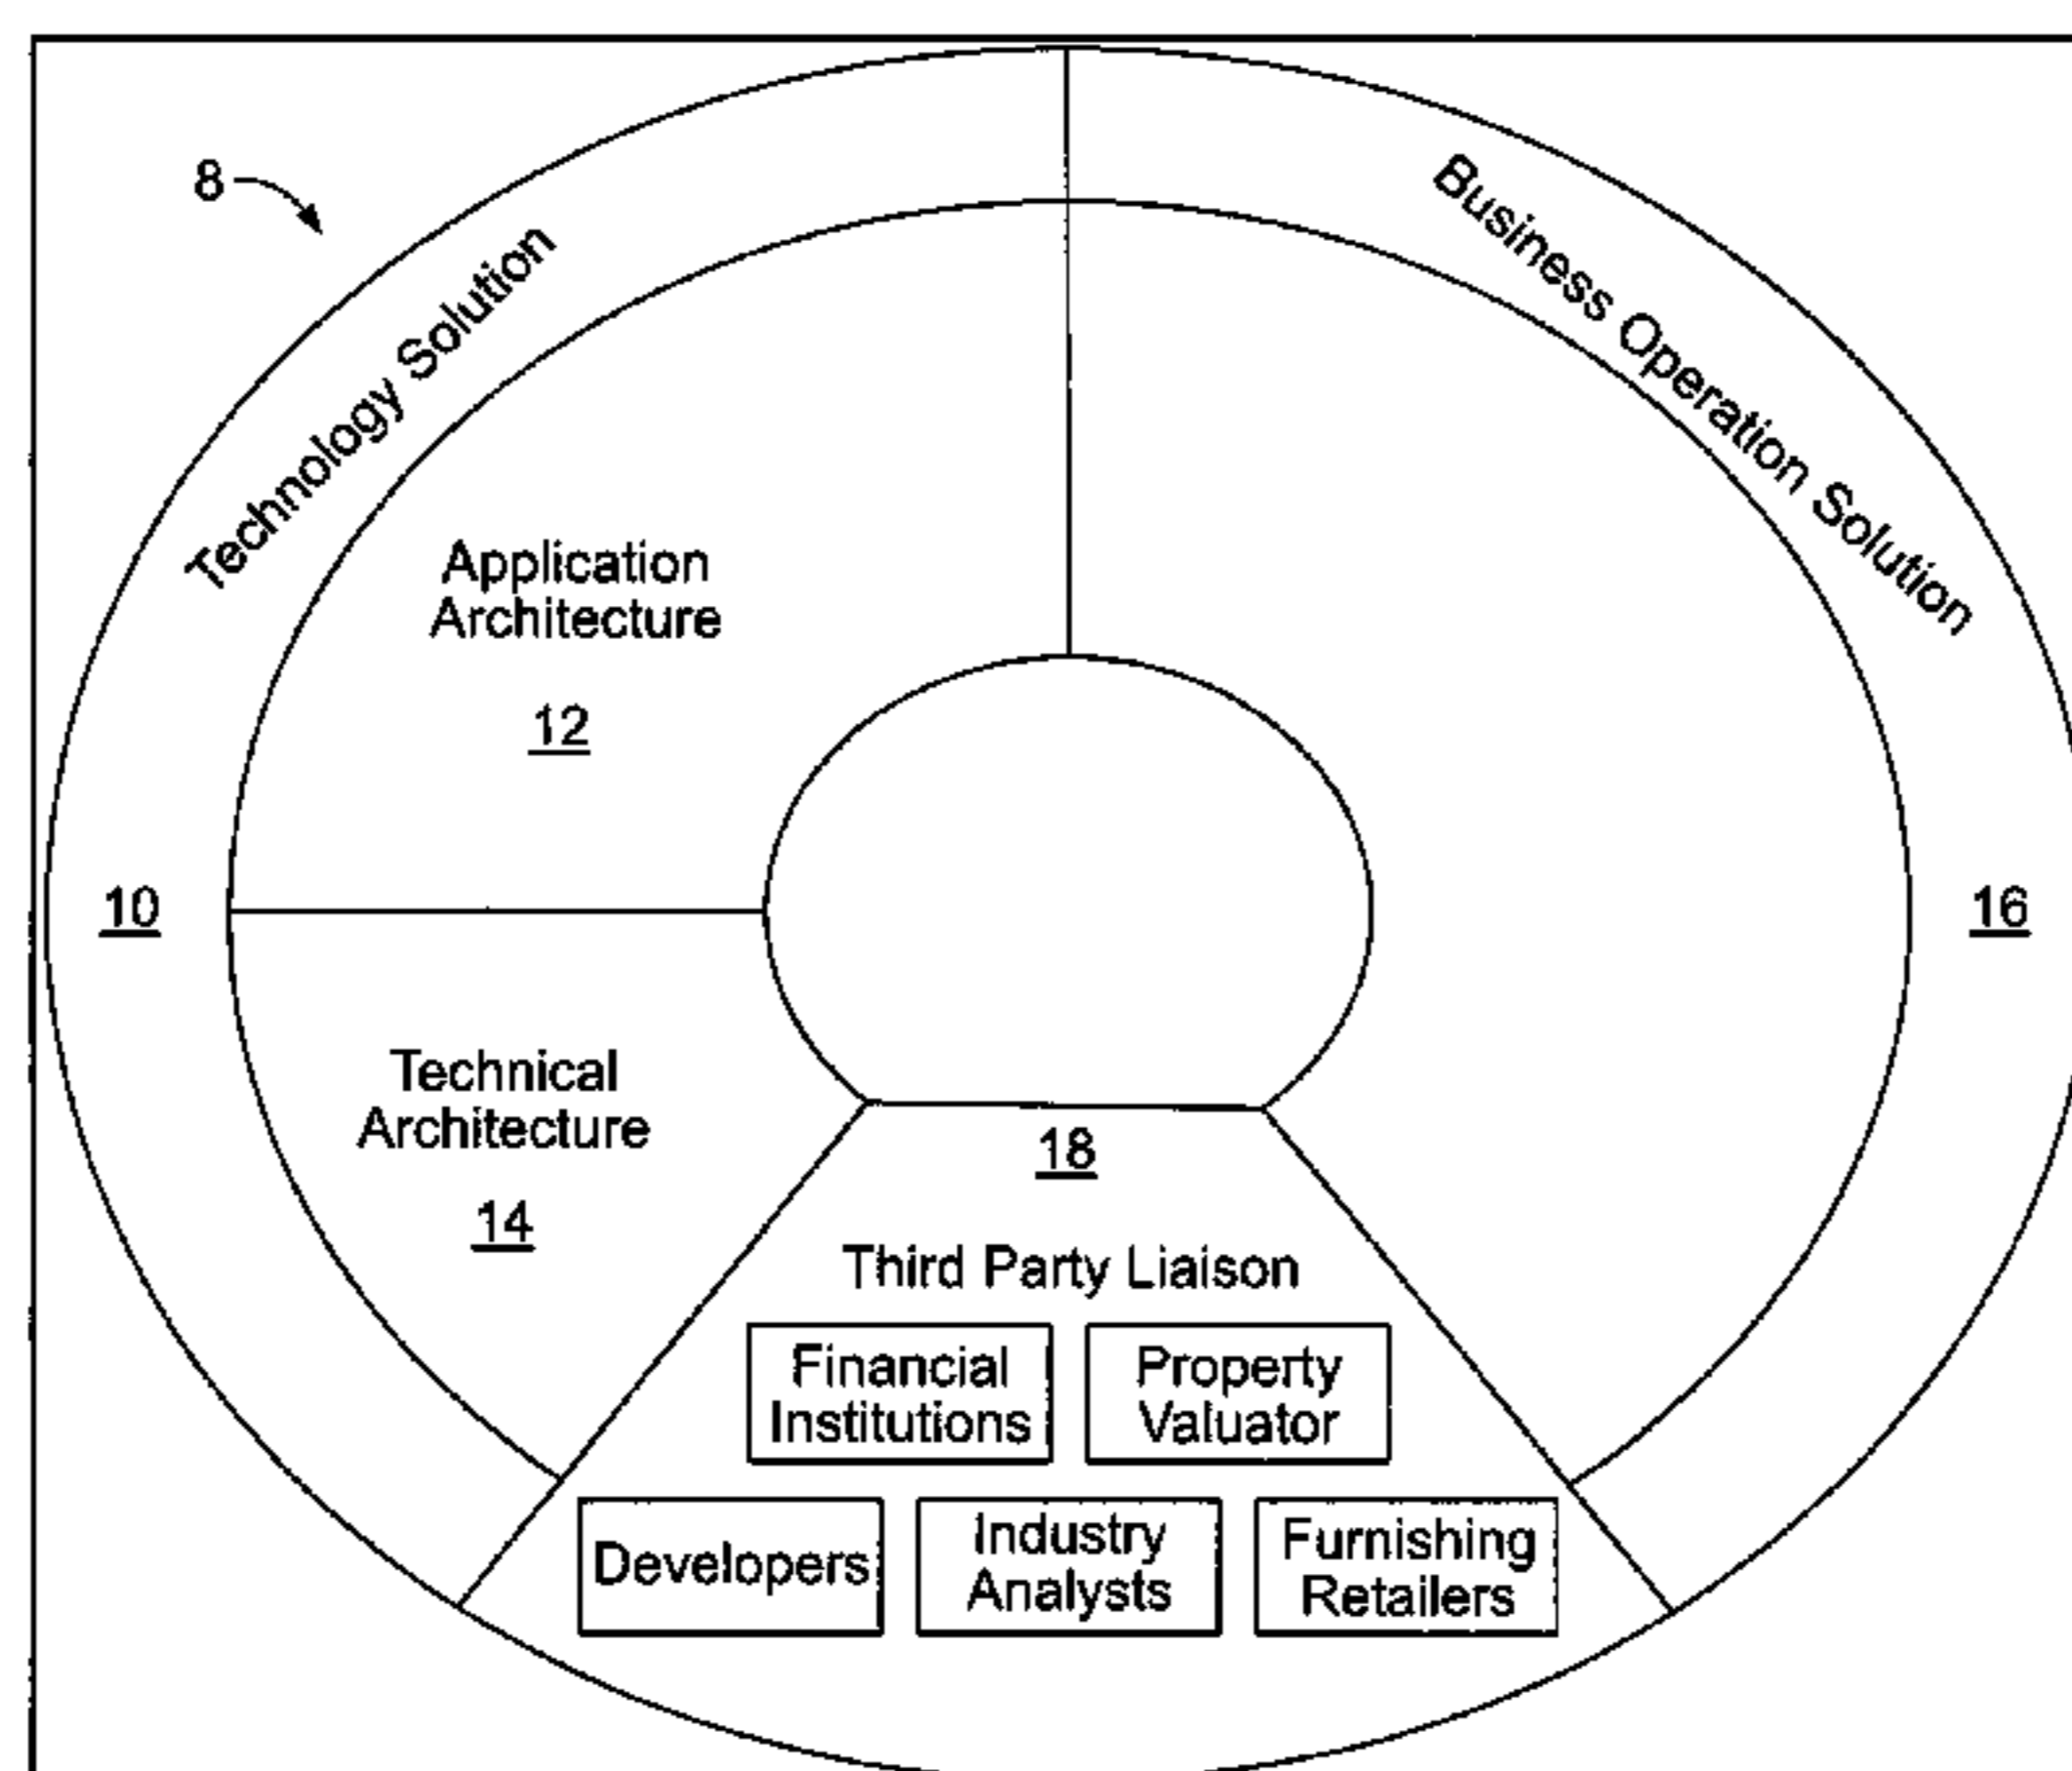 8
Technology Solution
Business Operation Solution
Application
Architecture
12
10
16
Technical
Architecture
14
18
Third Party Liaison
Financial
Institutions
Property
Valuator
Developers
Industry
Analysts
Furnishing
Retailers